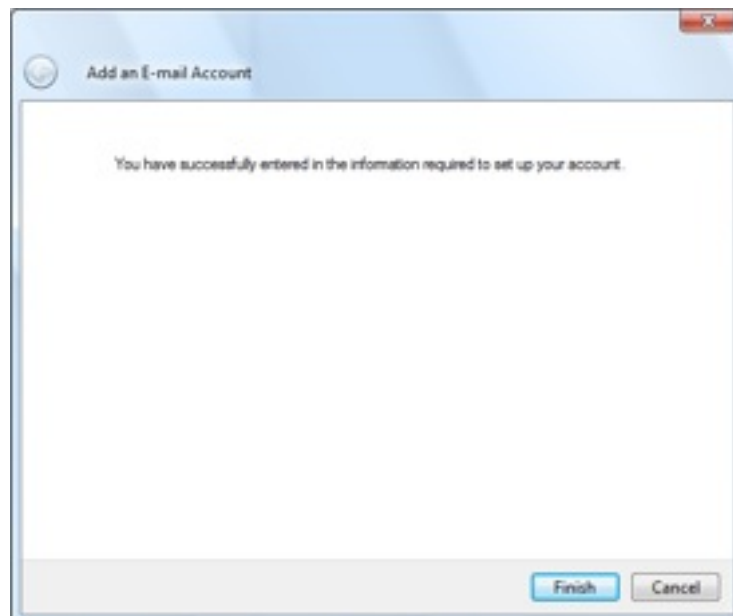 Add an E-mail Account
You have successfully entered in the information required to set up your account.
Finish Cancel